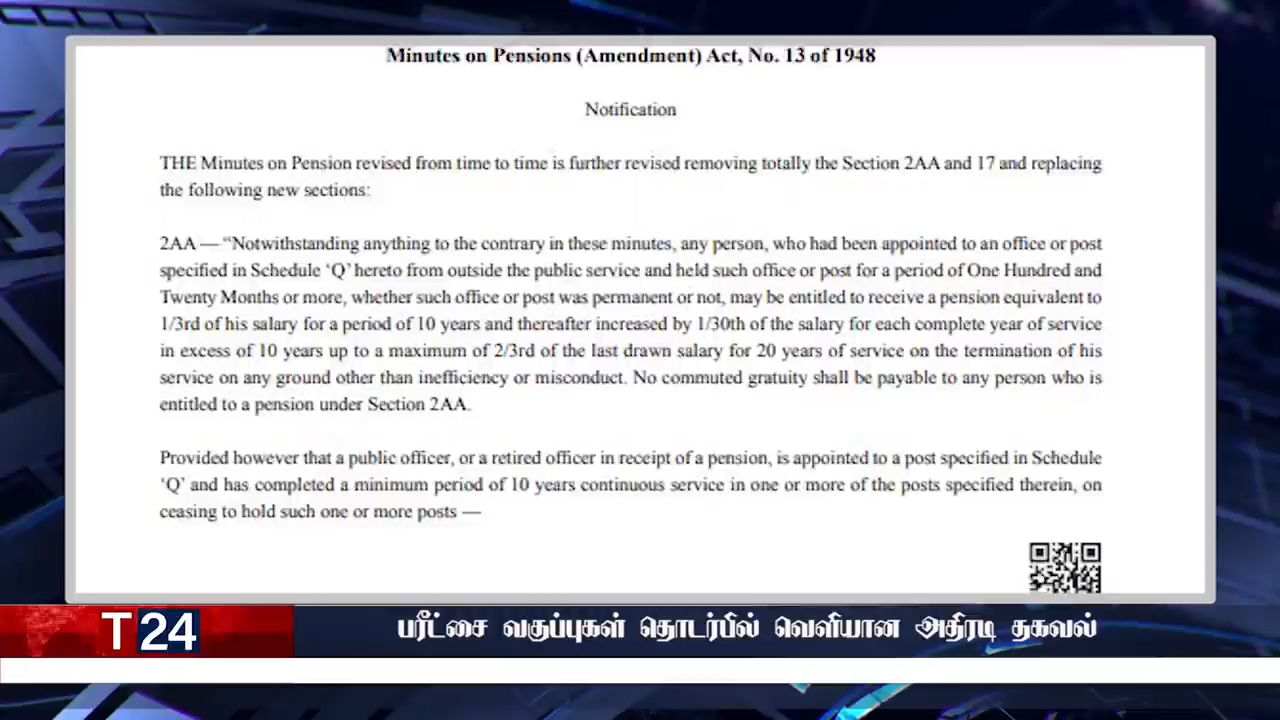 Minutes on Pensions (Amendment) Act, No. 13 of 1948
Notification
THE Minutes on Pension revised from time to time is further revised removing totally the Section 2AA and 17 and replacing
the following new sections:
2AA — “Notwithstanding anything to the contrary in these minutes, any person, who had been appointed to an office or post
specified in Schedule ‘Q’ hereto from outside the public service and held such office or post for a period of One Hundred and
Twenty Months or more, whether such office or post was permanent or not, may be entitled to receive a pension equivalent to
1/3rd of his salary for a period of 10 years and thereafter increased by 1/30th of the salary for each complete year of service
in excess of 10 years up to a maximum of 2/3rd of the last drawn salary for 20 years of service on the termination of his
service on any ground other than inefficiency or misconduct. No commuted gratuity shall be payable to any person who is
entitled to a pension under Section 2AA.
Provided however that a public officer, or a retired officer in receipt of a pension, is appointed to a post specified in Schedule
‘Q’ and has completed a minimum period of 10 years continuous service in one or more of the posts specified therein, on
ceasing to hold such one or more posts —
T24
பரீட்சை வகுப்புகள் தொடர்பில் வெளியான அதிரடி தகவல்